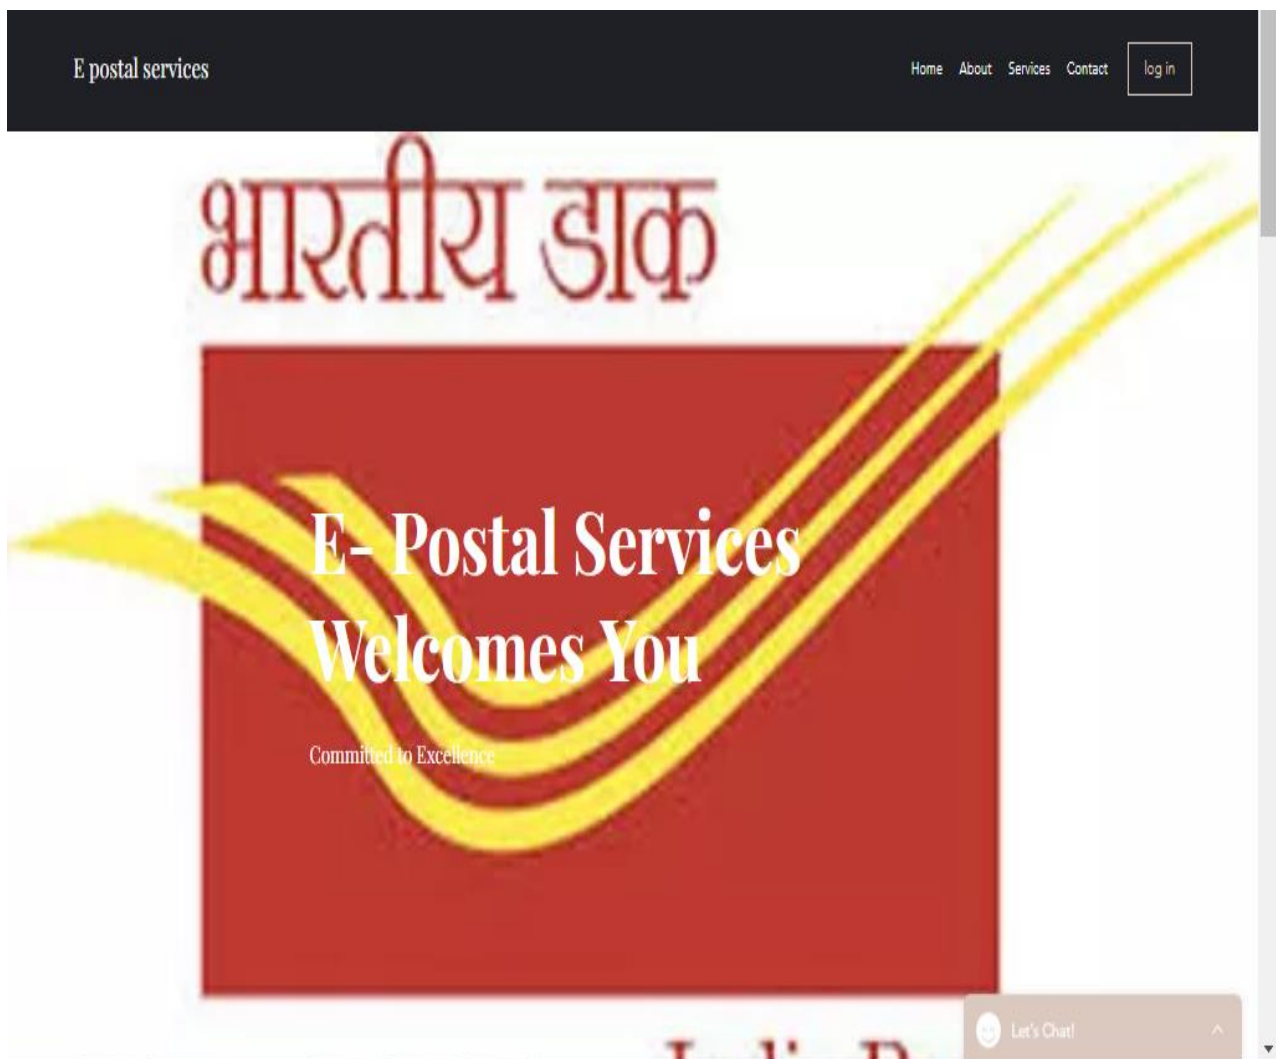 E postal services
Home About Services Contact log in
भारतीय डाक
E- Postal Services
Welcomes You
Committed to Excellence
Let's Chat!